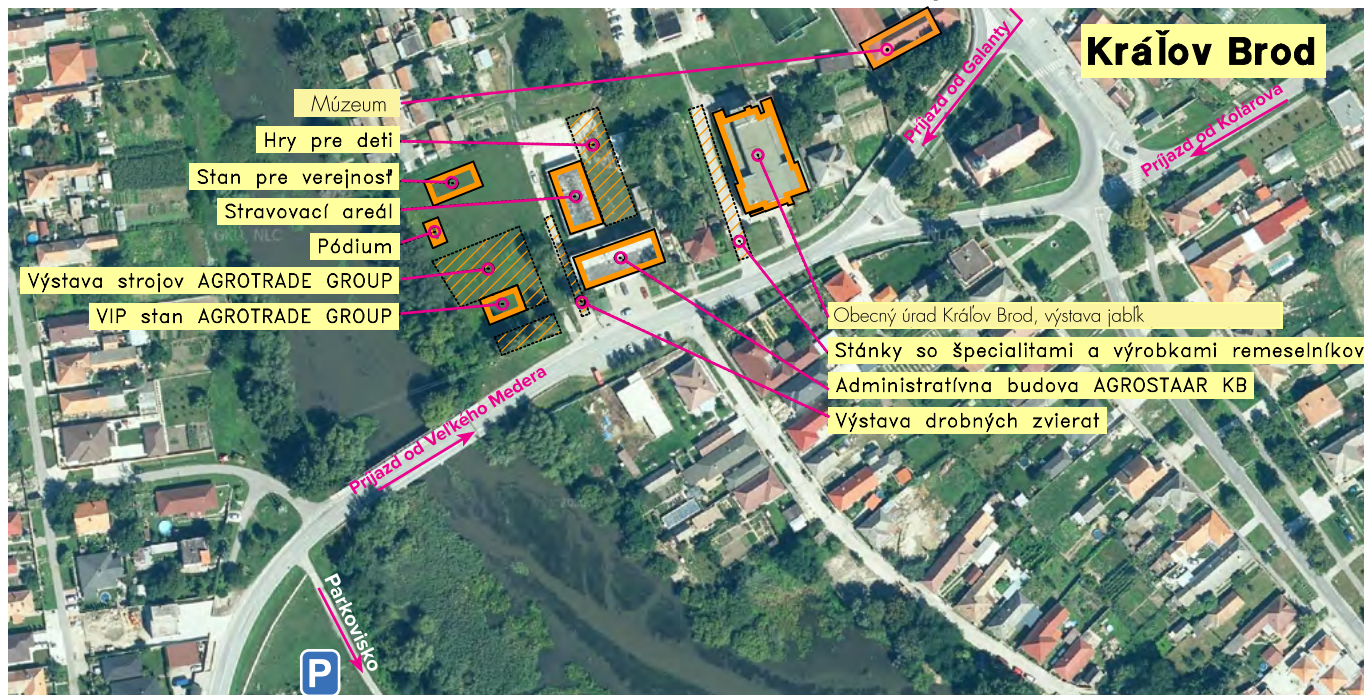 Kráľov Brod
Príjazd od Galanty
Príjazd od Kolárova
Múzeum
Hry pre deti
Stan pre verejnosť
Stravovací areál
Pódium
Výstava strojov AGROTRADE GROUP
VIP stan AGROTRADE GROUP
Obecný úrad Kráľov Brod, výstava jabĺk
Stánky so špecialitami a výrobkami remeselníkov
Administratívna budova AGROSTAAR KB
Výstava drobných zvierat
Príjazd od Veľkého Medera
Parkovisko
P